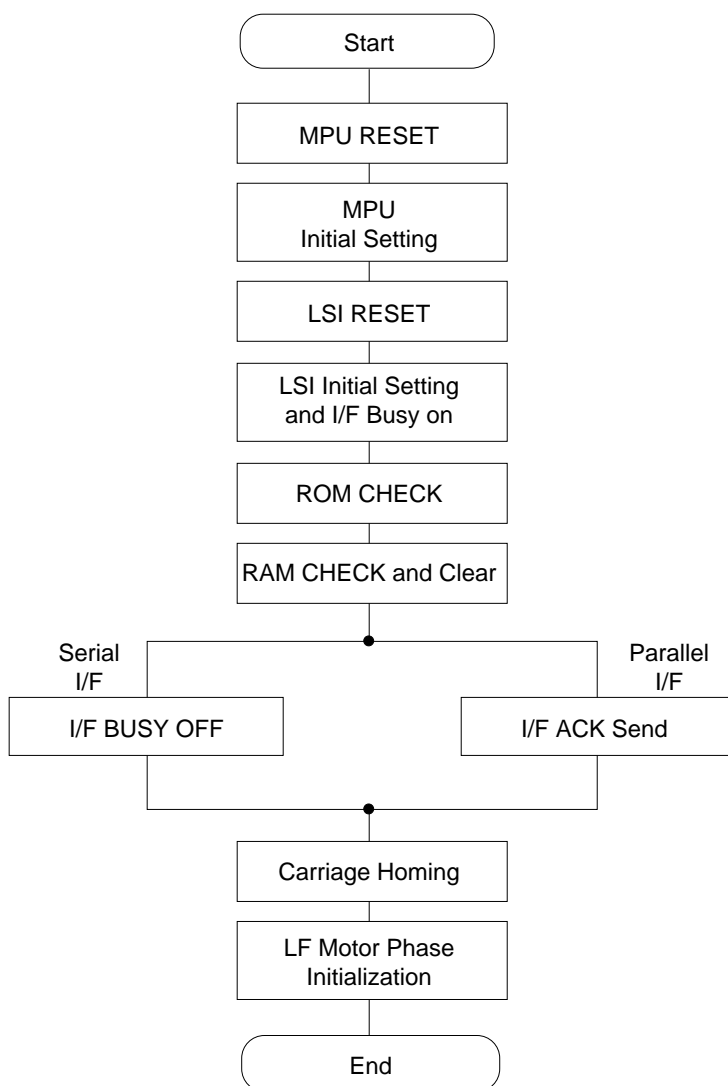 Start
MPU RESET
MPU
Initial Setting
LSI RESET
LSI Initial Setting
and I/F Busy on
ROM CHECK
RAM CHECK and Clear
Serial
I/F
Parallel
I/F
I/F BUSY OFF
I/F ACK Send
Carriage Homing
LF Motor Phase
Initialization
End